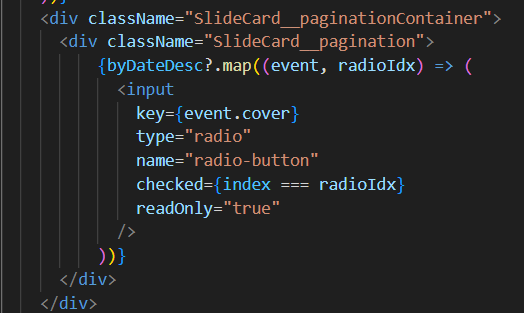 ))}
<div className="SlideCard__paginationContainer">
<div className="SlideCard__pagination">
{byDateDesc?.map((event, radioIdx) => (
<input
key={event.cover}
type="radio"
name="radio-button"
checked={index === radioIdx}
readOnly="true"
/>
))}
</div>
</div>